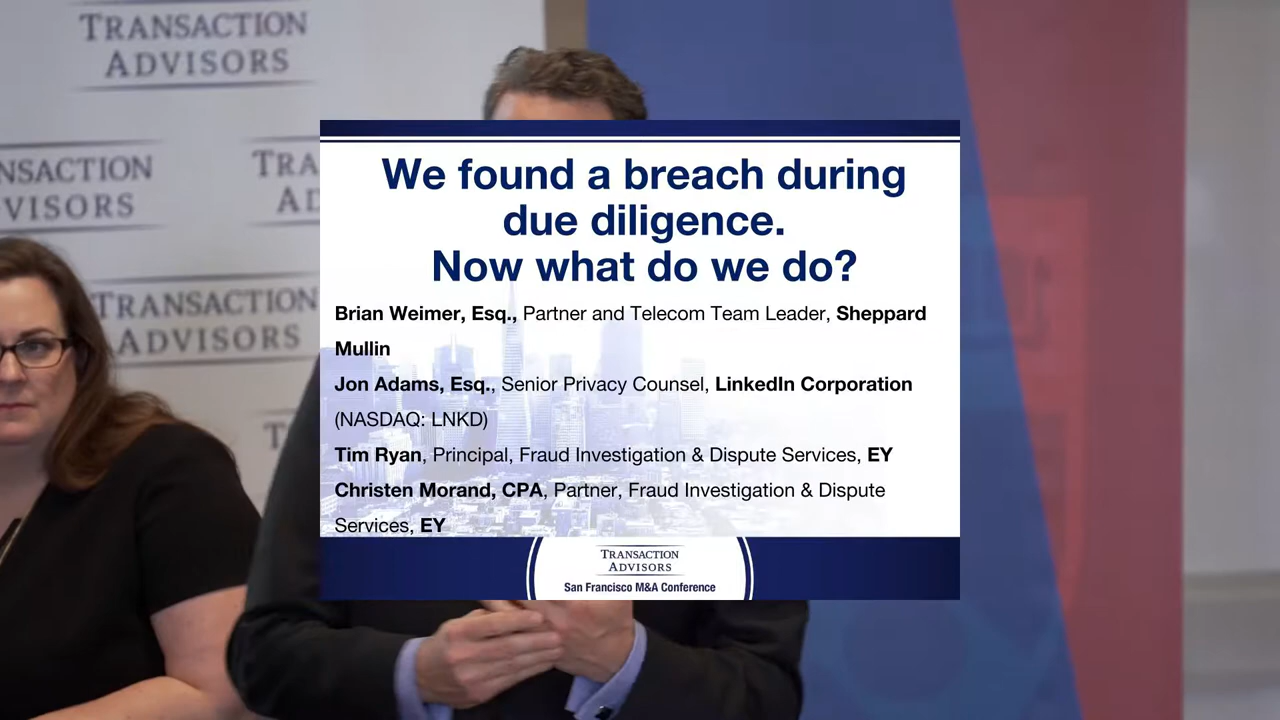 TRANSACTION
ADVISORS
NSACTION
VISORS
TRA
AD
TRANSACTION
ADVISORS
T
We found a breach during
due diligence.
Now what do we do?
Brian Weimer, Esq., Partner and Telecom Team Leader, Sheppard
Mullin
Jon Adams, Esq., Senior Privacy Counsel, LinkedIn Corporation
(NASDAQ: LNKD)
Tim Ryan, Principal, Fraud Investigation & Dispute Services, EY
Christen Morand, CPA, Partner, Fraud Investigation & Dispute
Services, EY
TRANSACTION
ADVISORS
San Francisco M&A Conference